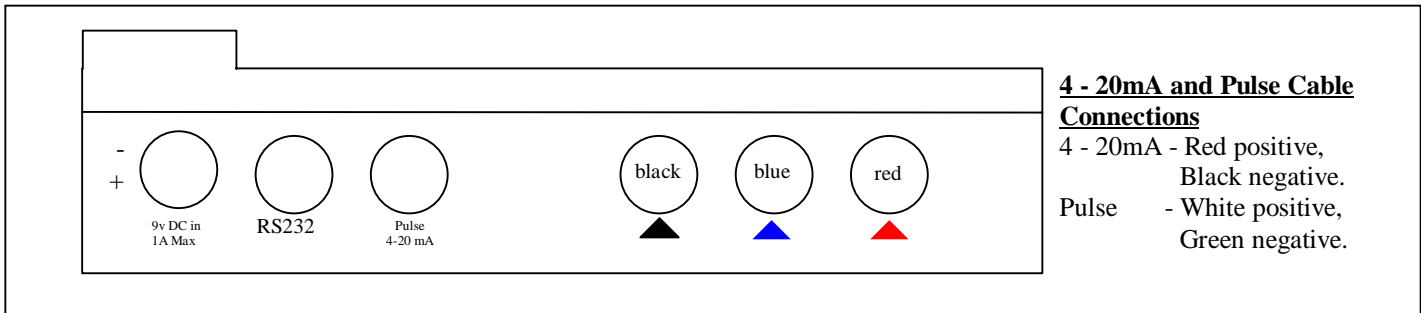 -
+
9v DC in
1A Max
RS232
Pulse
4-20 mA
black
blue
red
4 - 20mA and Pulse Cable
Connections
4 - 20mA - Red positive,
Black negative.
Pulse - White positive,
Green negative.